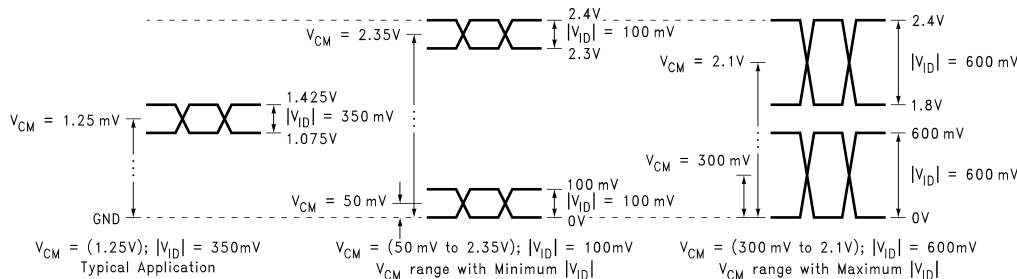 V_CM = 1.25 mV
1.425V
|V_ID| = 350 mV
1.075V
GND
V_CM = (1.25V); |V_ID| = 350mV
Typical Application
V_CM = 2.35V
2.4V
|V_ID| = 100 mV
2.3V
V_CM = 50 mV
100 mV
|V_ID| = 100 mV
0V
V_CM = (50 mV to 2.35V); |V_ID| = 100mV
V_CM range with Minimum |V_ID|
V_CM = 2.1V
2.4V
|V_ID| = 600 mV
1.8V
V_CM = 300 mV
600 mV
|V_ID| = 600 mV
0V
V_CM = (300 mV to 2.1V); |V_ID| = 600mV
V_CM range with Maximum |V_ID|